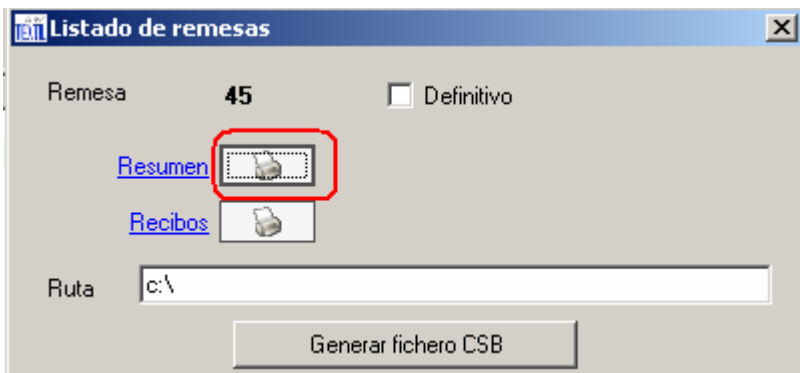 Listado de remesas
Remesa 45 Definitivo
Resumen
Recibos
Ruta c:\
Generar fichero CSB